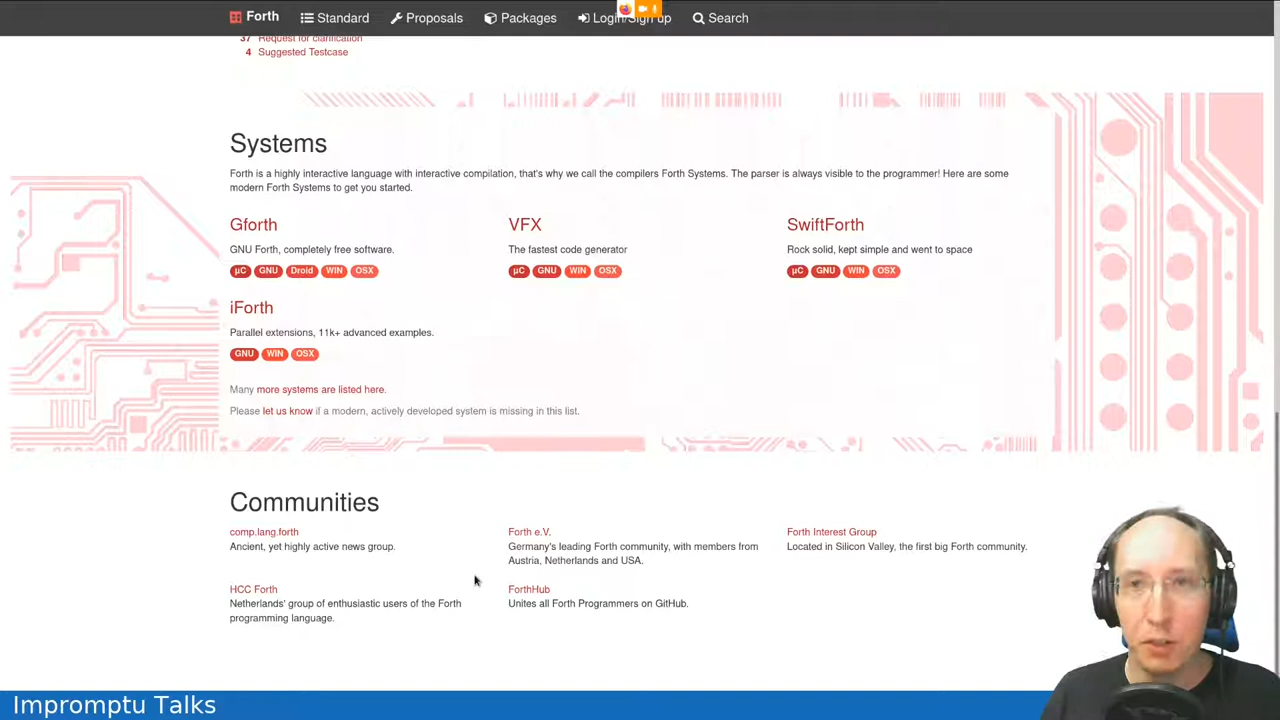 Forth
Standard
Proposals
Packages
Login/Sign up
Search
37 Request for clarification
4 Suggested Testcase
Systems
Forth is a highly interactive language with interactive compilation, that's why we call the compilers Forth Systems. The parser is always visible to the programmer! Here are some
modern Forth Systems to get you started.
Gforth
GNU Forth, completely free software.
µC GNU Droid WIN OSX
VFX
The fastest code generator
µC GNU WIN OSX
SwiftForth
Rock solid, kept simple and went to space
µC GNU WIN OSX
iForth
Parallel extensions, 11k+ advanced examples.
GNU WIN OSX
Many more systems are listed here.
Please let us know if a modern, actively developed system is missing in this list.
Communities
comp.lang.forth
Ancient, yet highly active news group.
Forth e.V.
Germany's leading Forth community, with members from
Austria, Netherlands and USA.
Forth Interest Group
Located in Silicon Valley, the first big Forth community.
HCC Forth
Netherlands' group of enthusiastic users of the Forth
programming language.
ForthHub
Unites all Forth Programmers on GitHub.
Impromptu Talks